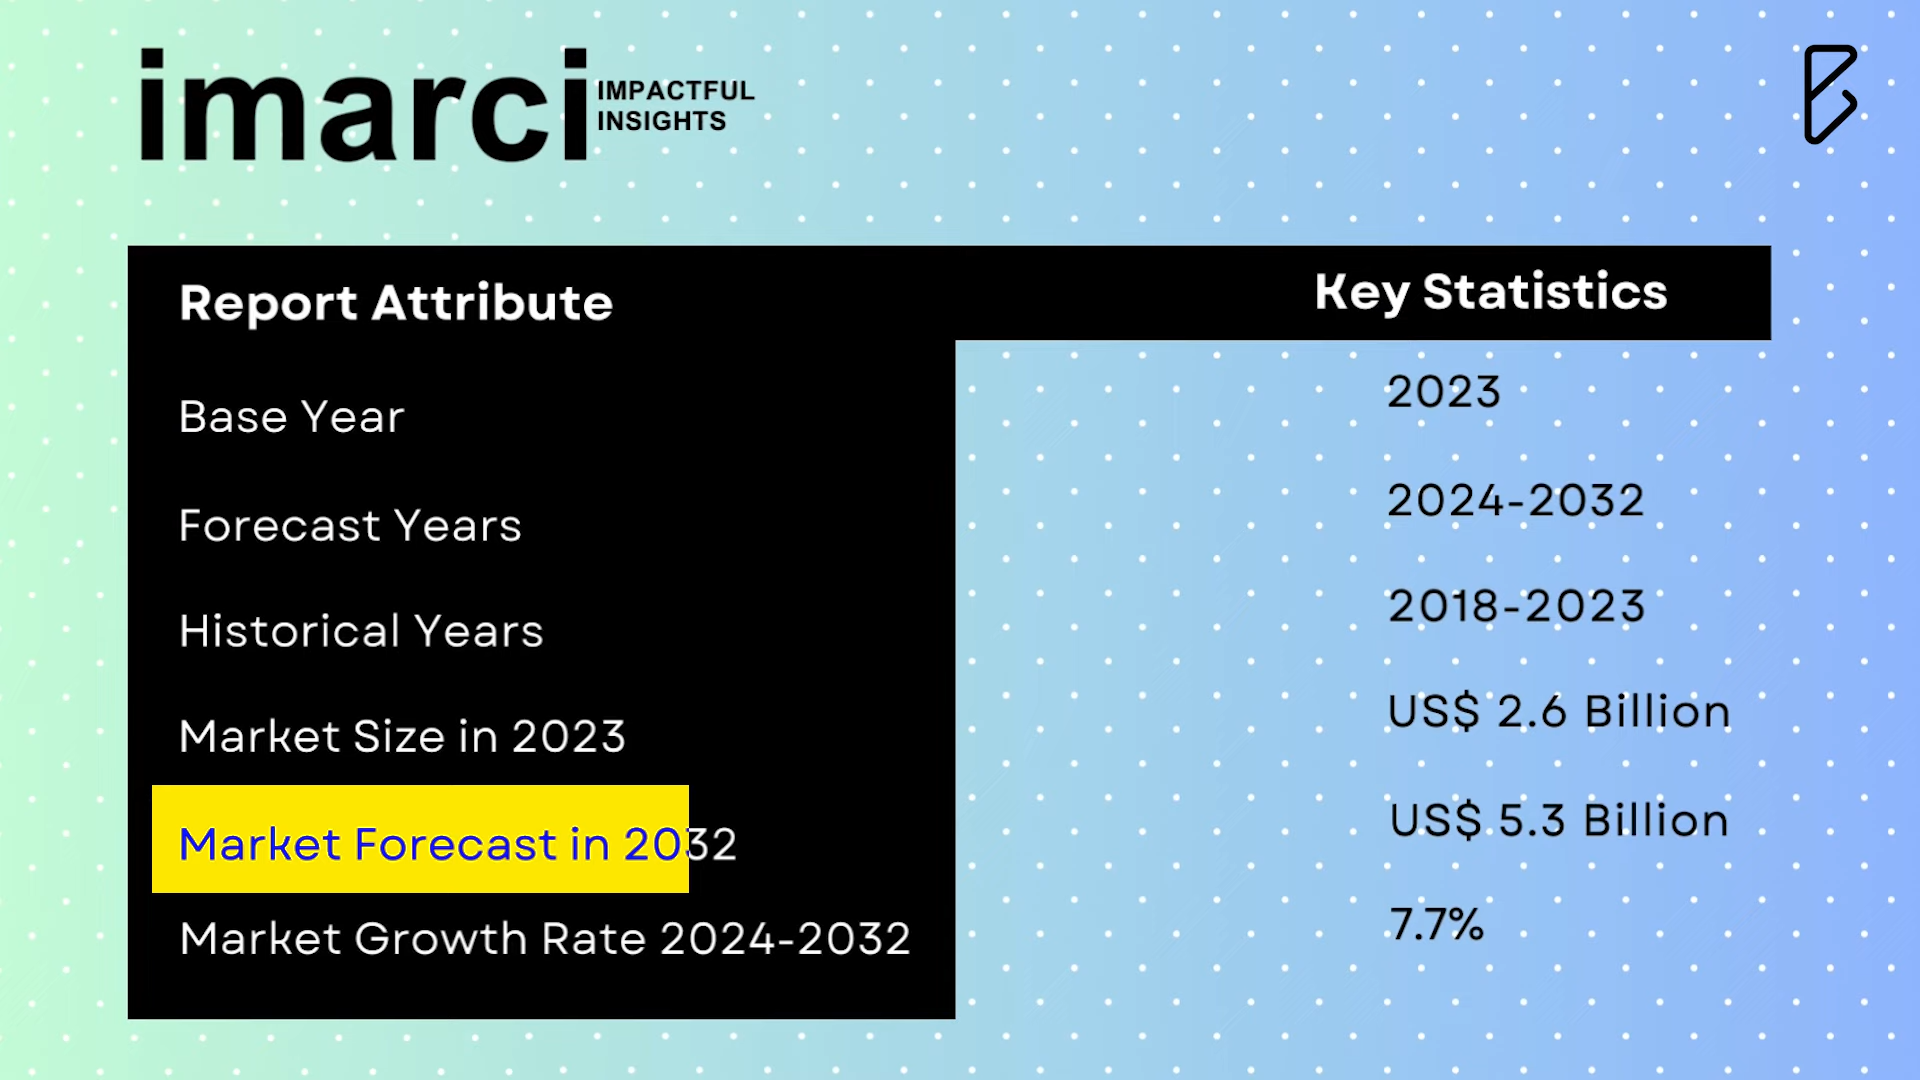 imarci
IMPACTFUL
INSIGHTS
Report Attribute Key Statistics
Base Year 2023
Forecast Years 2024-2032
Historical Years 2018-2023
Market Size in 2023 US$ 2.6 Billion
Market Forecast in 2032 US$ 5.3 Billion
Market Growth Rate 2024-2032 7.7%